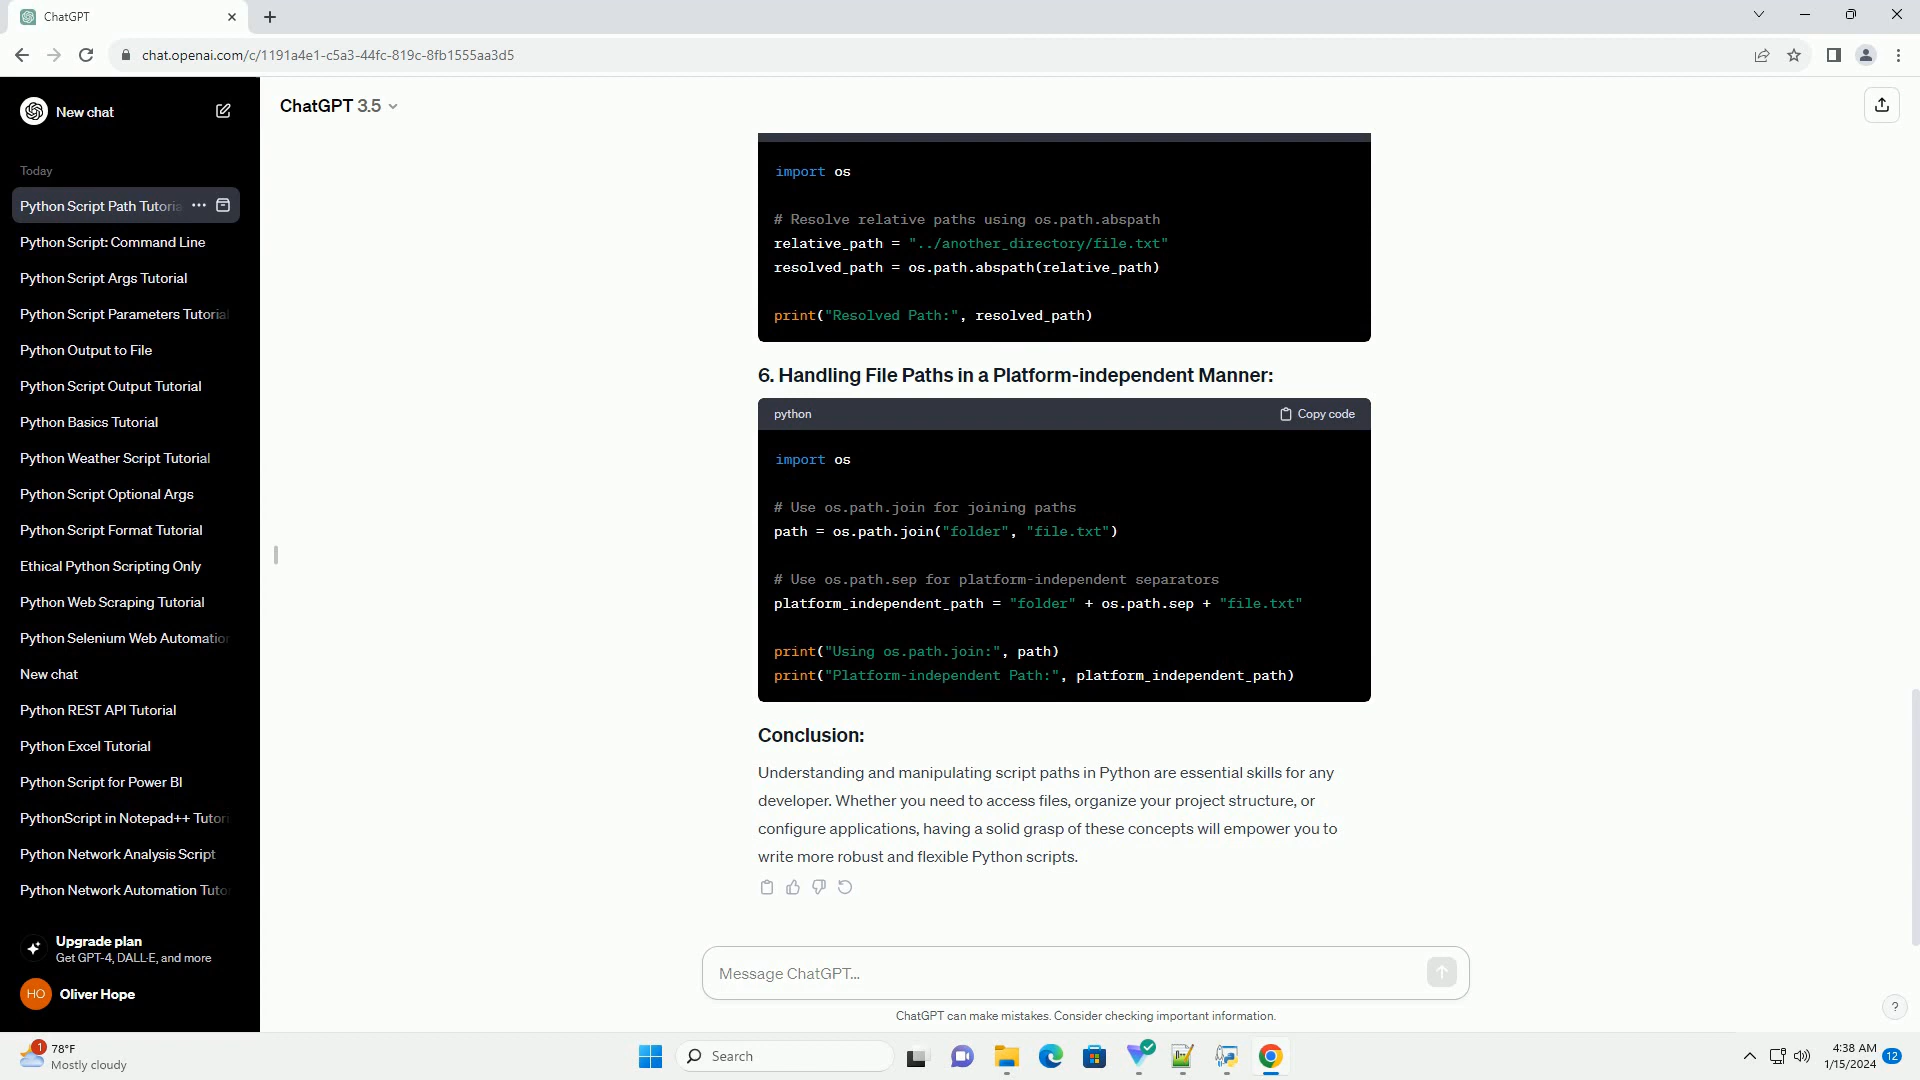 ChatGPT
chat.openai.com/c/1191a4e1-c5a3-44fc-819c-8fb1555aa3d5
New chat
Today
Python Script Path Tutoria
Python Script: Command Line
Python Script Args Tutorial
Python Script Parameters Tutorial
Python Output to File
Python Script Output Tutorial
Python Basics Tutorial
Python Weather Script Tutorial
Python Script Optional Args
Python Script Format Tutorial
Ethical Python Scripting Only
Python Web Scraping Tutorial
Python Selenium Web Automation
New chat
Python REST API Tutorial
Python Excel Tutorial
Python Script for Power BI
PythonScript in Notepad++ Tutori
Python Network Analysis Script
Python Network Automation Tuto
Upgrade plan
Get GPT-4, DALL·E, and more
HO
Oliver Hope
ChatGPT 3.5
import os
# Resolve relative paths using os.path.abspath
relative_path = "../another_directory/file.txt"
resolved_path = os.path.abspath(relative_path)
print("Resolved Path:", resolved_path)
6. Handling File Paths in a Platform-independent Manner:
python
Copy code
import os
# Use os.path.join for joining paths
path = os.path.join("folder", "file.txt")
# Use os.path.sep for platform-independent separators
platform_independent_path = "folder" + os.path.sep + "file.txt"
print("Using os.path.join:", path)
print("Platform-independent Path:", platform_independent_path)
Conclusion:
Understanding and manipulating script paths in Python are essential skills for any
developer. Whether you need to access files, organize your project structure, or
configure applications, having a solid grasp of these concepts will empower you to
write more robust and flexible Python scripts.
Message ChatGPT...
ChatGPT can make mistakes. Consider checking important information.
?
1
78°F
Mostly cloudy
Search
4:38 AM
1/15/2024
12